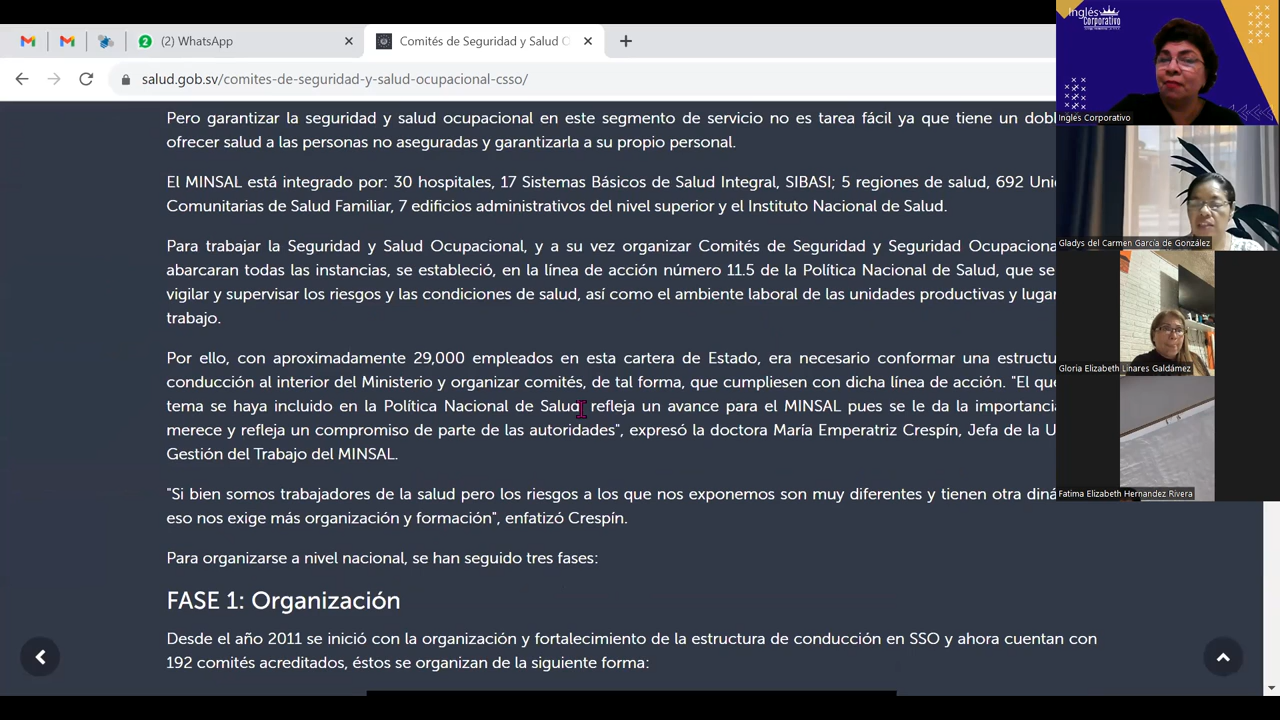 (2) WhatsApp
Comités de Seguridad y Salud O
salud.gob.sv/comites-de-seguridad-y-salud-ocupacional-csso/
Pero garantizar la seguridad y salud ocupacional en este segmento de servicio no es tarea fácil ya que tiene un dobl
ofrecer salud a las personas no aseguradas y garantizarla a su propio personal.
El MINSAL está integrado por: 30 hospitales, 17 Sistemas Básicos de Salud Integral, SIBASI; 5 regiones de salud, 692 Uni
Comunitarias de Salud Familiar, 7 edificios administrativos del nivel superior y el Instituto Nacional de Salud.
Para trabajar la Seguridad y Salud Ocupacional, y a su vez organizar Comités de Seguridad y Seguridad Ocupaciona
abarcaran todas las instancias, se estableció, en la línea de acción número 11.5 de la Política Nacional de Salud, que se
vigilar y supervisar los riesgos y las condiciones de salud, así como el ambiente laboral de las unidades productivas y lugar
trabajo.
Por ello, con aproximadamente 29,000 empleados en esta cartera de Estado, era necesario conformar una estructu
conducción al interior del Ministerio y organizar comités, de tal forma, que cumpliesen con dicha línea de acción. "El que
tema se haya incluido en la Política Nacional de Salud refleja un avance para el MINSAL pues se le da la importancia
merece y refleja un compromiso de parte de las autoridades", expresó la doctora María Emperatriz Crespín, Jefa de la U
Gestión del Trabajo del MINSAL.
"Si bien somos trabajadores de la salud pero los riesgos a los que nos exponemos son muy diferentes y tienen otra diná
eso nos exige más organización y formación", enfatizó Crespín.
Para organizarse a nivel nacional, se han seguido tres fases:
FASE 1: Organización
Desde el año 2011 se inició con la organización y fortalecimiento de la estructura de conducción en SSO y ahora cuentan con
192 comités acreditados, éstos se organizan de la siguiente forma:
Inglés
Corporativo
Inglés Corporativo
Gladys del Carmen García de González
Gloria Elizabeth Linares Galdámez
Fatima Elizabeth Hernandez Rivera